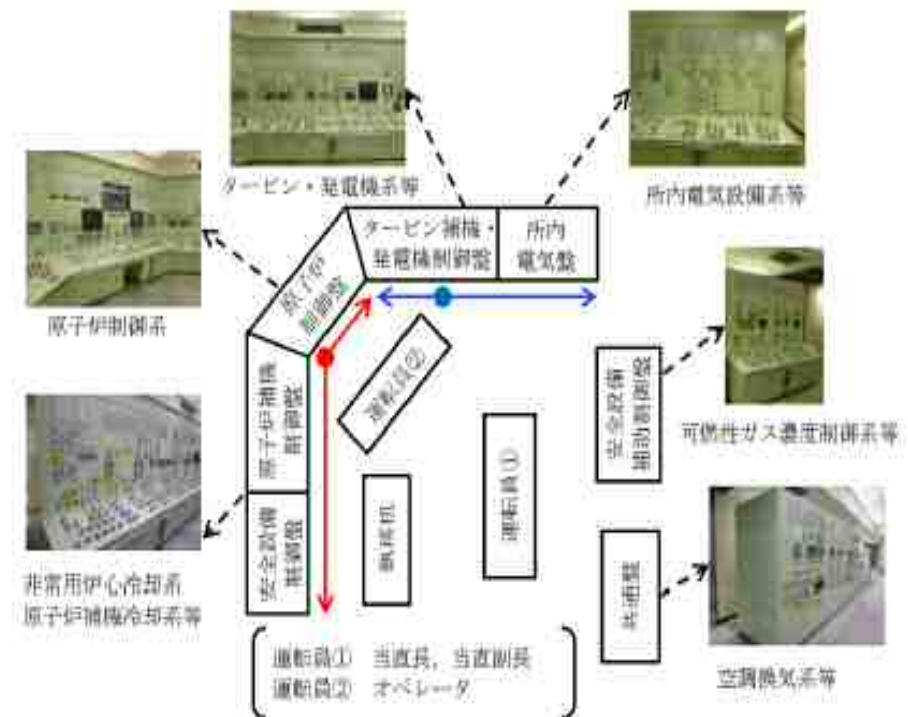 タービン・発電機系等
所内電気設備系等
タービン補機・
発電機制御盤
所内
電気盤
原子炉
制御盤
原子炉制御系
運転員②
原子炉補機
制御盤
安全設備
補助制御盤
可燃性ガス濃度制御系等
運転員①
安全設備
制御盤
非常用炉心冷却系
原子炉補機冷却系等
共通盤
空調換気系等
運転員① 当直長，当直副長
運転員② オペレータ